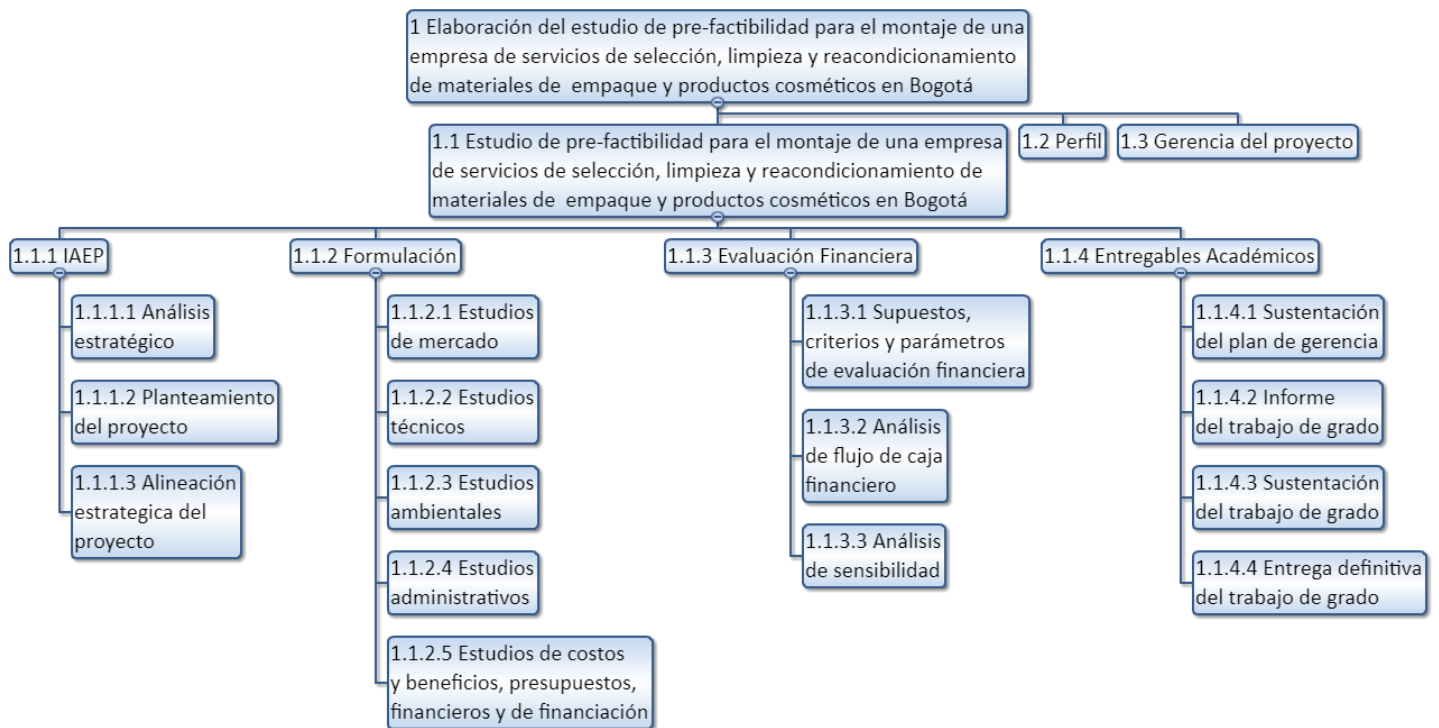 1 Elaboración del estudio de pre-factibilidad para el montaje de una
empresa de servicios de selección, limpieza y reacondicionamiento
de materiales de empaque y productos cosméticos en Bogotá
1.1 Estudio de pre-factibilidad para el montaje de una empresa
de servicios de selección, limpieza y reacondicionamiento de
materiales de empaque y productos cosméticos en Bogotá
1.2 Perfil
1.3 Gerencia del proyecto
1.1.1 IAEP
1.1.1.1 Análisis
estratégico
1.1.1.2 Planteamiento
del proyecto
1.1.1.3 Alineación
estrategica del
proyecto
1.1.2 Formulación
1.1.2.1 Estudios
de mercado
1.1.2.2 Estudios
técnicos
1.1.2.3 Estudios
ambientales
1.1.2.4 Estudios
administrativos
1.1.2.5 Estudios de costos
y beneficios, presupuestos,
financieros y de financiación
1.1.3 Evaluación Financiera
1.1.3.1 Supuestos,
criterios y parámetros
de evaluación financiera
1.1.3.2 Análisis
de flujo de caja
financiero
1.1.3.3 Análisis
de sensibilidad
1.1.4 Entregables Académicos
1.1.4.1 Sustentación
del plan de gerencia
1.1.4.2 Informe
del trabajo de grado
1.1.4.3 Sustentación
del trabajo de grado
1.1.4.4 Entrega definitiva
del trabajo de grado